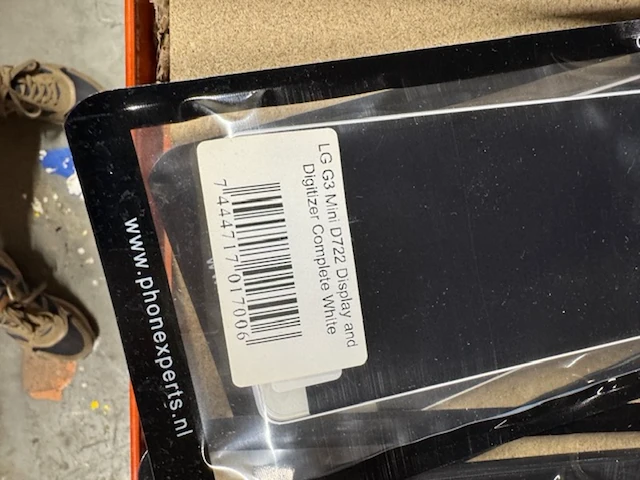 LG G3 Mini D722 Display and
Digitizer Complete White
7444717017006
www.phonexperts.nl